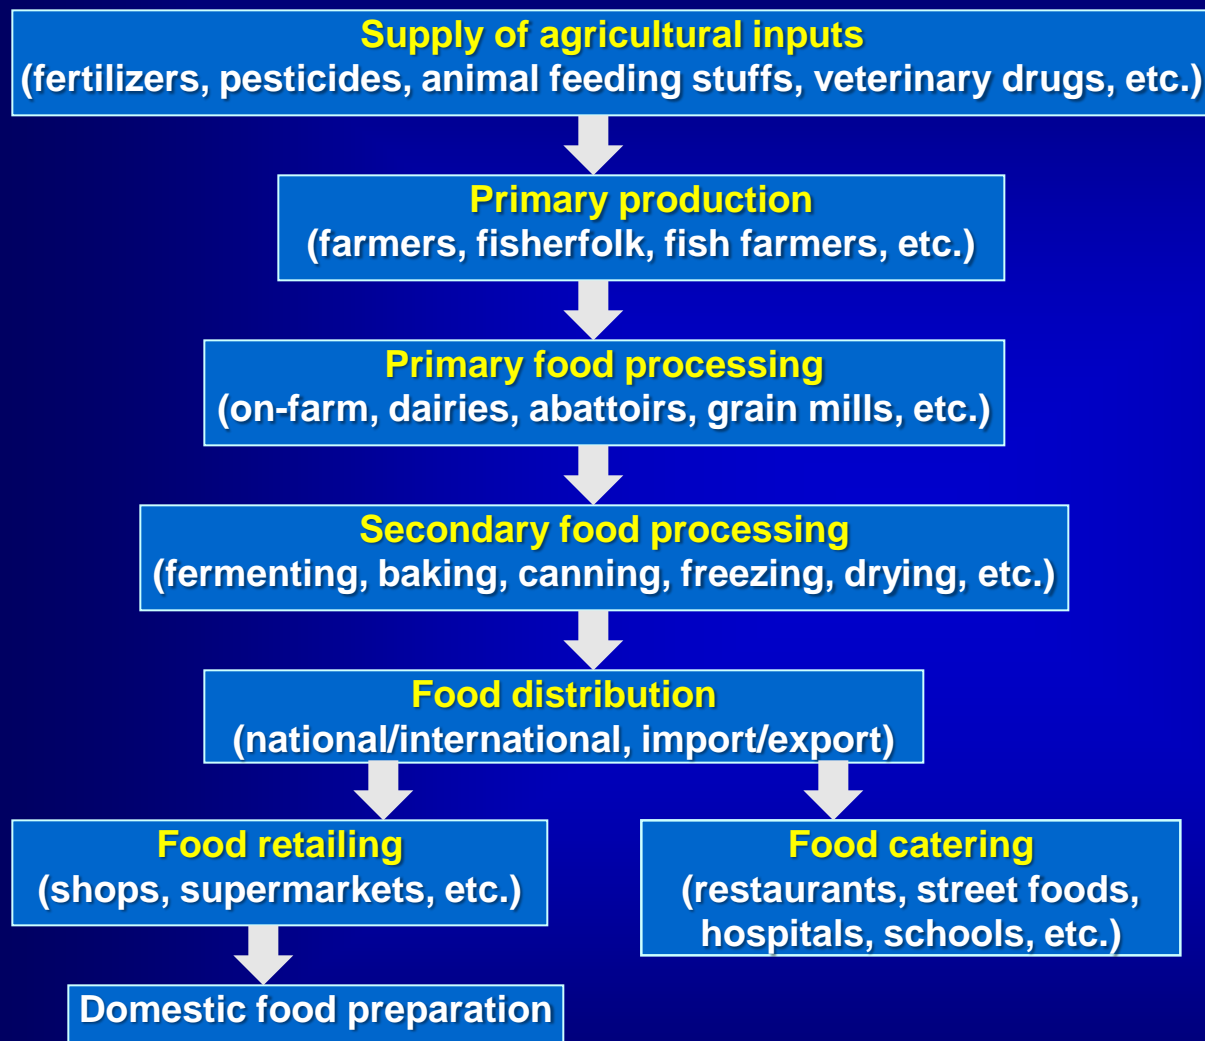 Supply of agricultural inputs
(fertilizers, pesticides, animal feeding stuffs, veterinary drugs, etc.)
Primary production
(farmers, fisherfolk, fish farmers, etc.)
Primary food processing
(on-farm, dairies, abattoirs, grain mills, etc.)
Secondary food processing
(fermenting, baking, canning, freezing, drying, etc.)
Food distribution
(national/international, import/export)
Food retailing
(shops, supermarkets, etc.)
Food catering
(restaurants, street foods,
hospitals, schools, etc.)
Domestic food preparation